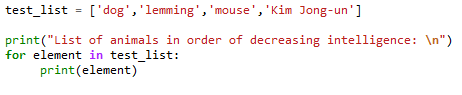 test_list = ['dog','lemming','mouse','Kim Jong-un']
print("List of animals in order of decreasing intelligence: \n")
for element in test_list:
    print(element)